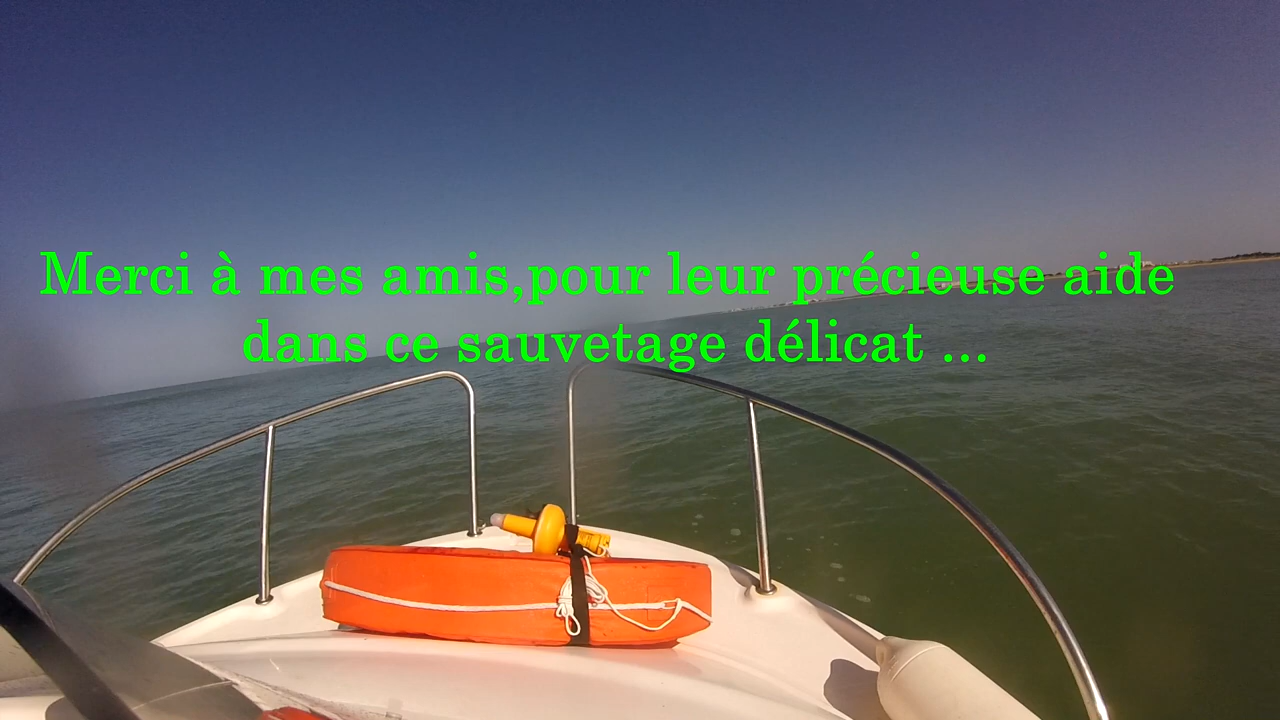 Merci à mes amis,pour leur précieuse aide
dans ce sauvetage délicat ...